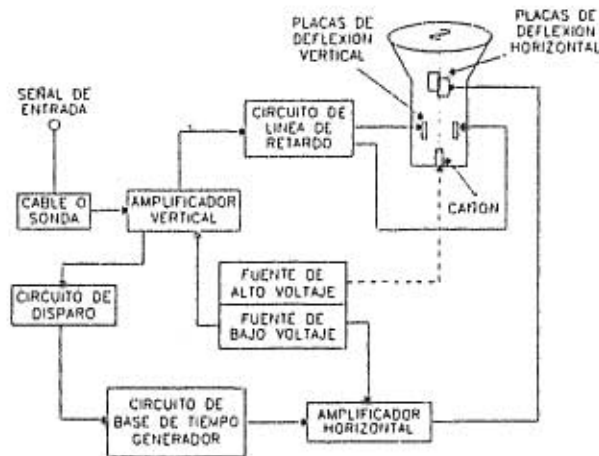 PLACAS DE
DEFLEXION
VERTICAL
PLACAS DE
DEFLEXION
HORIZONTAL
SEÑAL DE
ENTRADA
CIRCUITO DE
LINEA DE
RETARDO
CABLE O
SONDA
AMPLIFICADOR
VERTICAL
CAÑON
FUENTE DE
ALTO VOLTAJE
CIRCUITO DE
DISPARO
FUENTE DE
BAJO VOLTAJE
CIRCUITO DE
BASE DE TIEMPO
GENERADOR
AMPLIFICADOR
HORIZONTAL